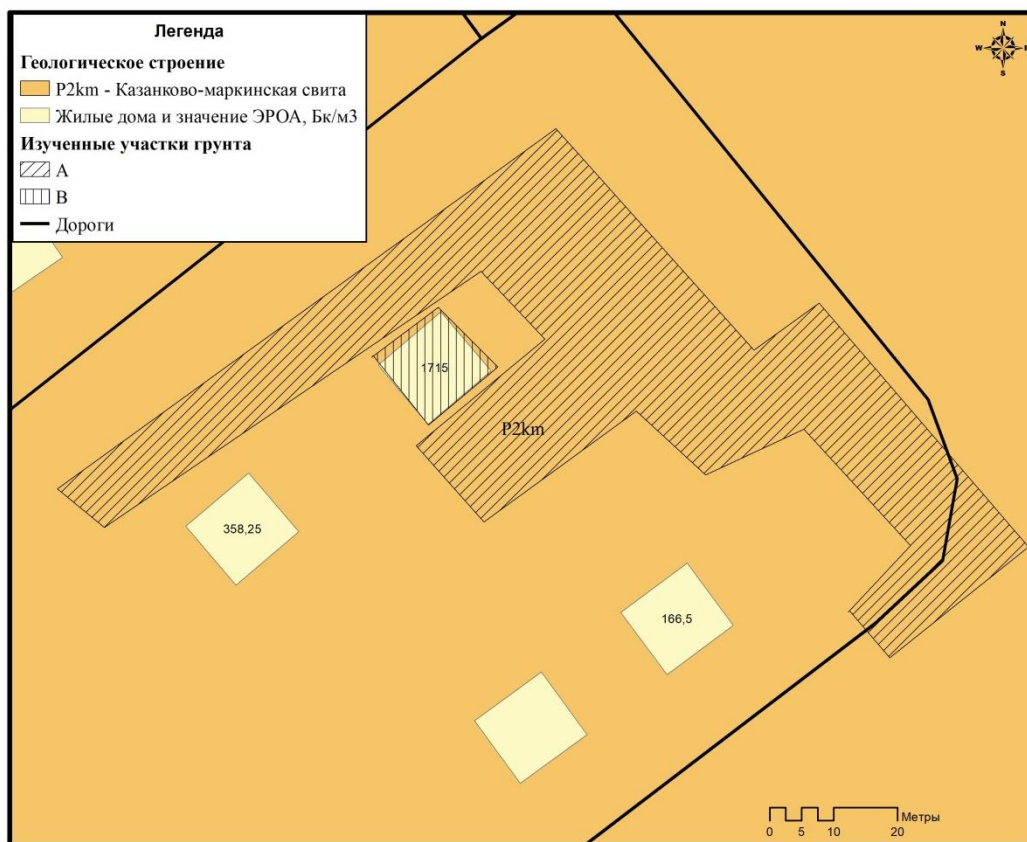 Легенда
Геологическое строение
P2km - Казанково-маркинская свита
Жилые дома и значение ЭРОА, Бк/м3
Изученные участки грунта
А
В
Дороги
N
W E
S
1715
P2km
358,25
166,5
Метры
0 5 10 20